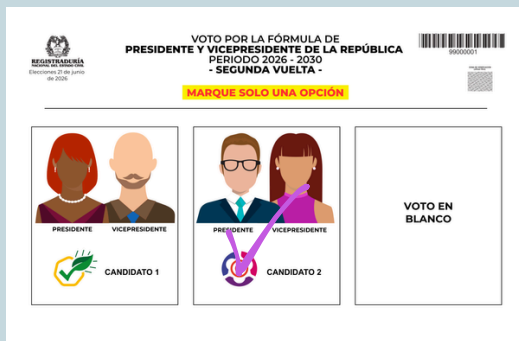 VOTO POR LA FÓRMULA DE
PRESIDENTE Y VICEPRESIDENTE DE LA REPÚBLICA
PERIODO 2026 - 2030
- SEGUNDA VUELTA -
REGISTRADURÍA
NACIONAL DEL ESTADO CIVIL
Elecciones 21 de junio
de 2026
99000001
MARQUE SOLO UNA OPCIÓN
PRESIDENTE VICEPRESIDENTE
CANDIDATO 1
PRESIDENTE VICEPRESIDENTE
CANDIDATO 2
VOTO EN
BLANCO